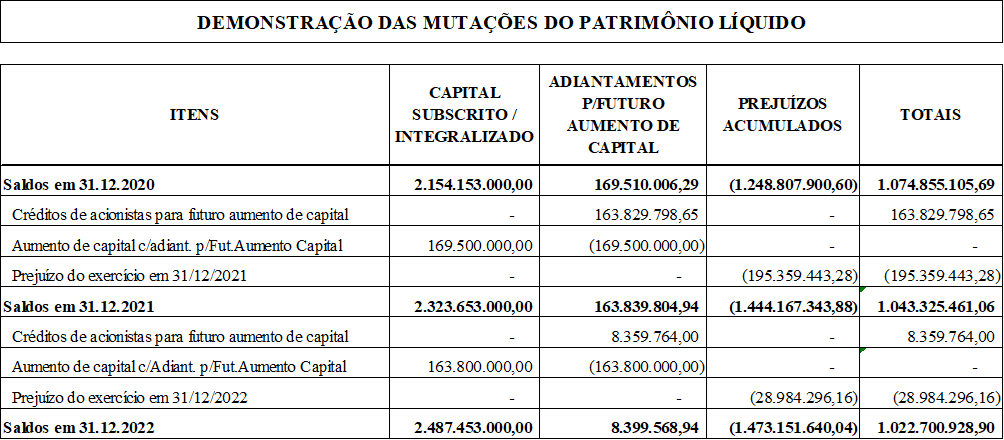 DEMONSTRAÇÃO DAS MUTAÇÕES DO PATRIMÔNIO LÍQUIDO
ITENS CAPITAL SUBSCRITO / INTEGRALIZADO ADIANTAMENTOS P/FUTURO AUMENTO DE CAPITAL PREJUÍZOS ACUMULADOS TOTAIS
Saldos em 31.12.2020 2.154.153.000,00 169.510.006,29 (1.248.807.900,60) 1.074.855.105,69
Créditos de acionistas para futuro aumento de capital - 163.829.798,65 - 163.829.798,65
Aumento de capital c/adiant. p/Fut.Aumento Capital 169.500.000,00 (169.500.000,00) - -
Prejuízo do exercício em 31/12/2021 - - (195.359.443,28) (195.359.443,28)
Saldos em 31.12.2021 2.323.653.000,00 163.839.804,94 (1.444.167.343,88) 1.043.325.461,06
Créditos de acionistas para futuro aumento de capital - 8.359.764,00 - 8.359.764,00
Aumento de capital c/Adiant. p/Fut.Aumento Capital 163.800.000,00 (163.800.000,00) - -
Prejuízo do exercício em 31/12/2022 - - (28.984.296,16) (28.984.296,16)
Saldos em 31.12.2022 2.487.453.000,00 8.399.568,94 (1.473.151.640,04) 1.022.700.928,90